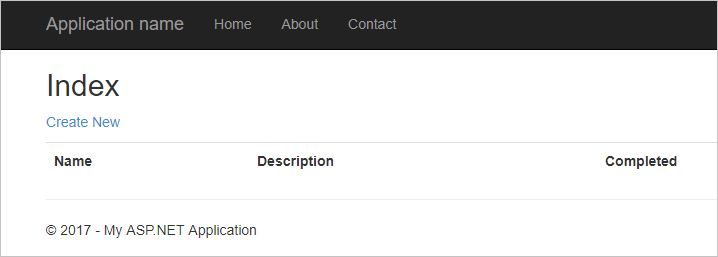 Application name Home About Contact
Index
Create New
Name Description Completed
© 2017 - My ASP.NET Application